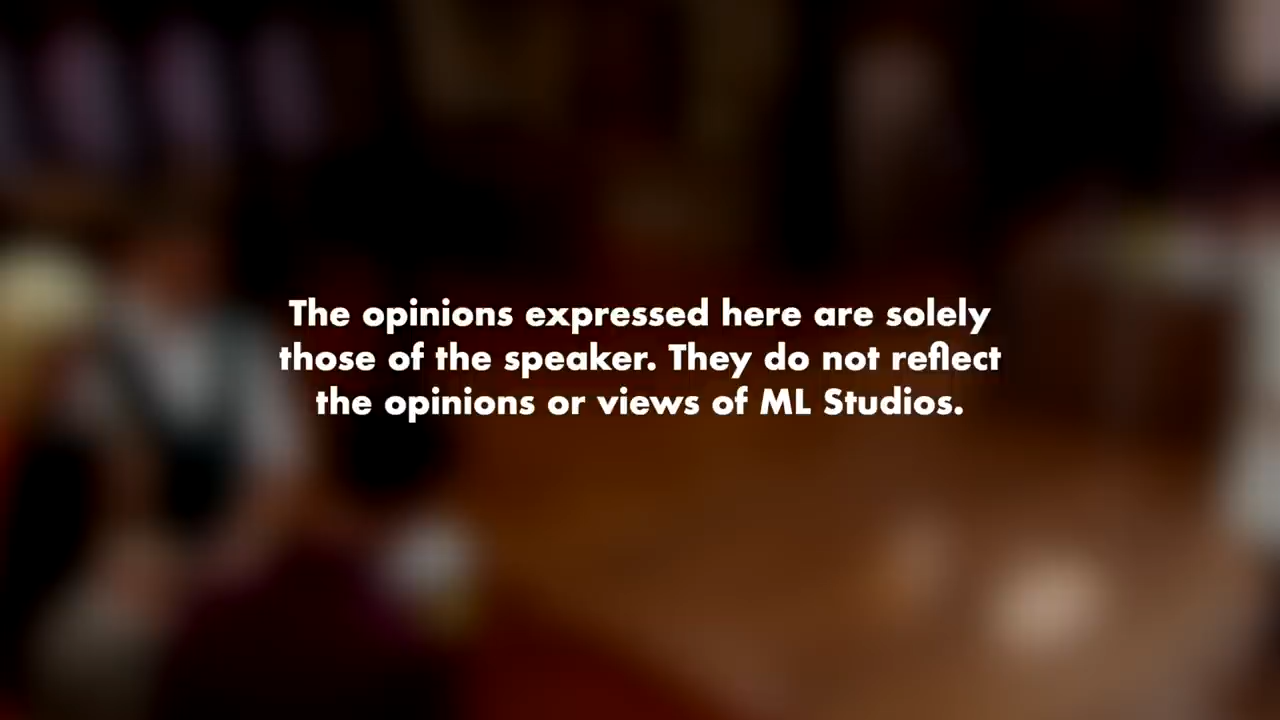 The opinions expressed here are solely
those of the speaker. They do not reflect
the opinions or views of ML Studios.